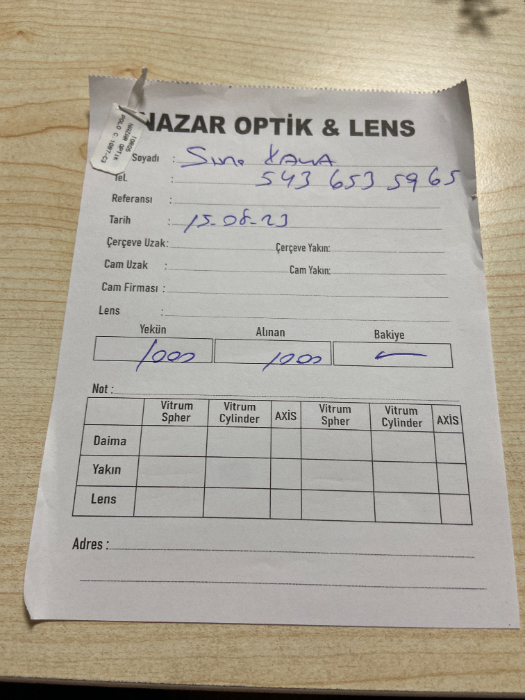 NAZAR OPTİK & LENS
Soyadı :
Tel. : 543 653 5965
Referansı :
Tarih : 15-08-23
Çerçeve Uzak: Çerçeve Yakın:
Cam Uzak : Cam Yakın:
Cam Firması :
Lens :
Yekün Alınan Bakiye
1000 1000
Not :
Vitrum Spher Vitrum Cylinder AXİS Vitrum Spher Vitrum Cylinder AXİS
Daima
Yakın
Lens
Adres :